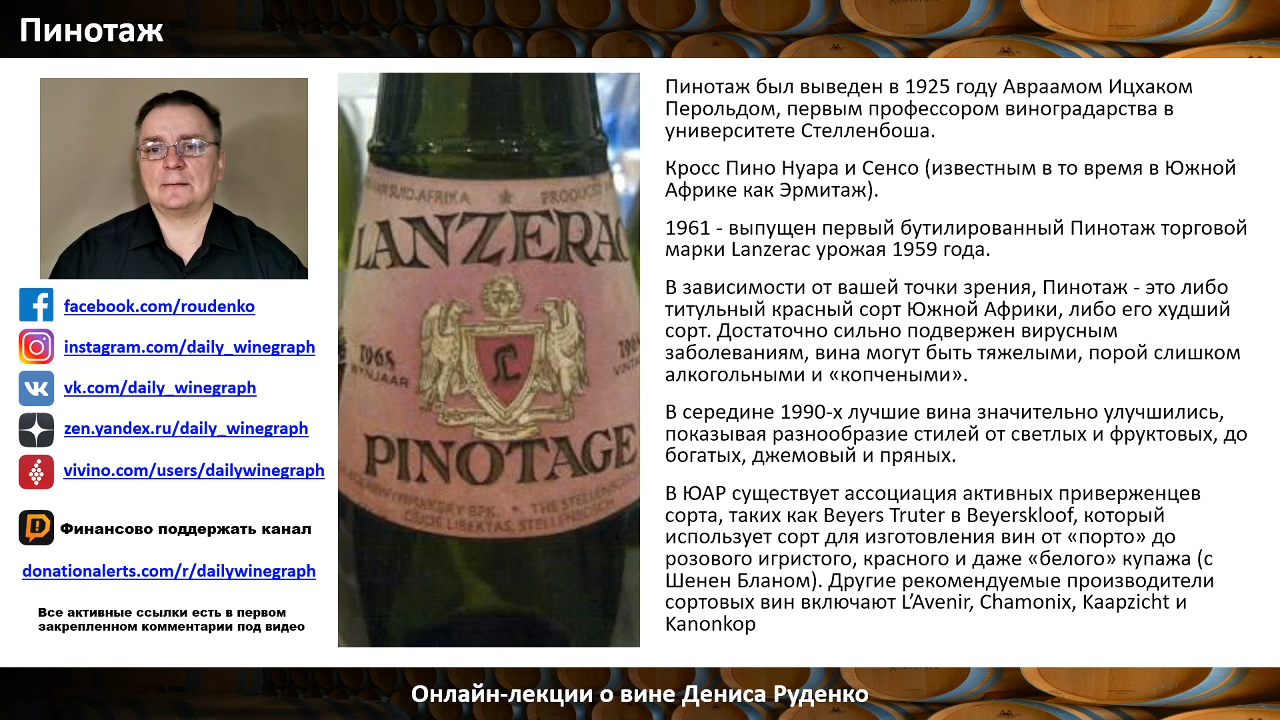 Пинотаж
facebook.com/roudenko
instagram.com/daily_winegraph
vk.com/daily_winegraph
zen.yandex.ru/daily_winegraph
vivino.com/users/dailywinegraph
Финансово поддержать канал
donationalerts.com/r/dailywinegraph
Все активные ссылки есть в первом
закрепленном комментарии под видео
PRODUCE
LANZERAC
L
1968
PINOTAGE
THE STELLENBOSCH
OUDE LIBERTAS, STELLENBOSCH
Пинотаж был выведен в 1925 году Авраамом Ицхаком
Перольдом, первым профессором виноградарства в
университете Стелленбоша.
Кросс Пино Нуара и Сенсо (известным в то время в Южной
Африке как Эрмитаж).
1961 - выпущен первый бутилированный Пинотаж торговой
марки Lanzerac урожая 1959 года.
В зависимости от вашей точки зрения, Пинотаж - это либо
титульный красный сорт Южной Африки, либо его худший
сорт. Достаточно сильно подвержен вирусным
заболеваниям, вина могут быть тяжелыми, порой слишком
алкогольными и «копчеными».
В середине 1990-х лучшие вина значительно улучшились,
показывая разнообразие стилей от светлых и фруктовых, до
богатых, джемовый и пряных.
В ЮАР существует ассоциация активных приверженцев
сорта, таких как Beyers Truter в Beyerskloof, который
использует сорт для изготовления вин от «порто» до
розового игристого, красного и даже «белого» купажа (с
Шенен Бланом). Другие рекомендуемые производители
сортовых вин включают L’Avenir, Chamonix, Kaapzicht и
Kanonkop
Онлайн-лекции о вине Дениса Руденко